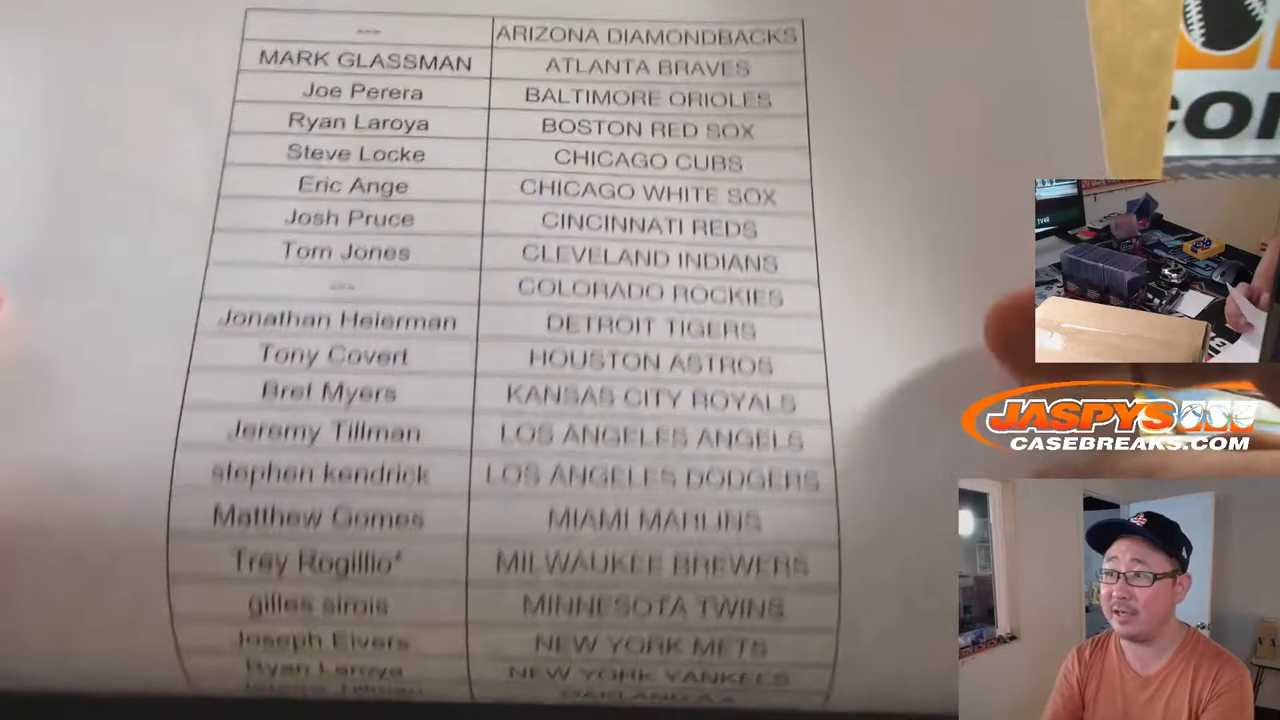 --- ARIZONA DIAMONDBACKS
MARK GLASSMAN ATLANTA BRAVES
Joe Perera BALTIMORE ORIOLES
Ryan Laroya BOSTON RED SOX
Steve Locke CHICAGO CUBS
Eric Ange CHICAGO WHITE SOX
Josh Pruce CINCINNATI REDS
Tom Jones CLEVELAND INDIANS
--- COLORADO ROCKIES
Jonathan Heierman DETROIT TIGERS
Tony Covert HOUSTON ASTROS
Bret Myers KANSAS CITY ROYALS
Jeremy Tillman LOS ANGELES ANGELS
stephen kendrick LOS ANGELES DODGERS
Matthew Gomes MIAMI MARLINS
Trey Rogillio* MILWAUKEE BREWERS
gilles sirois MINNESOTA TWINS
Joseph Eivers NEW YORK METS
Ryan Laroya NEW YORK YANKEES
Tillman OAKLAND
JASPYS
CASEBREAKS.COM